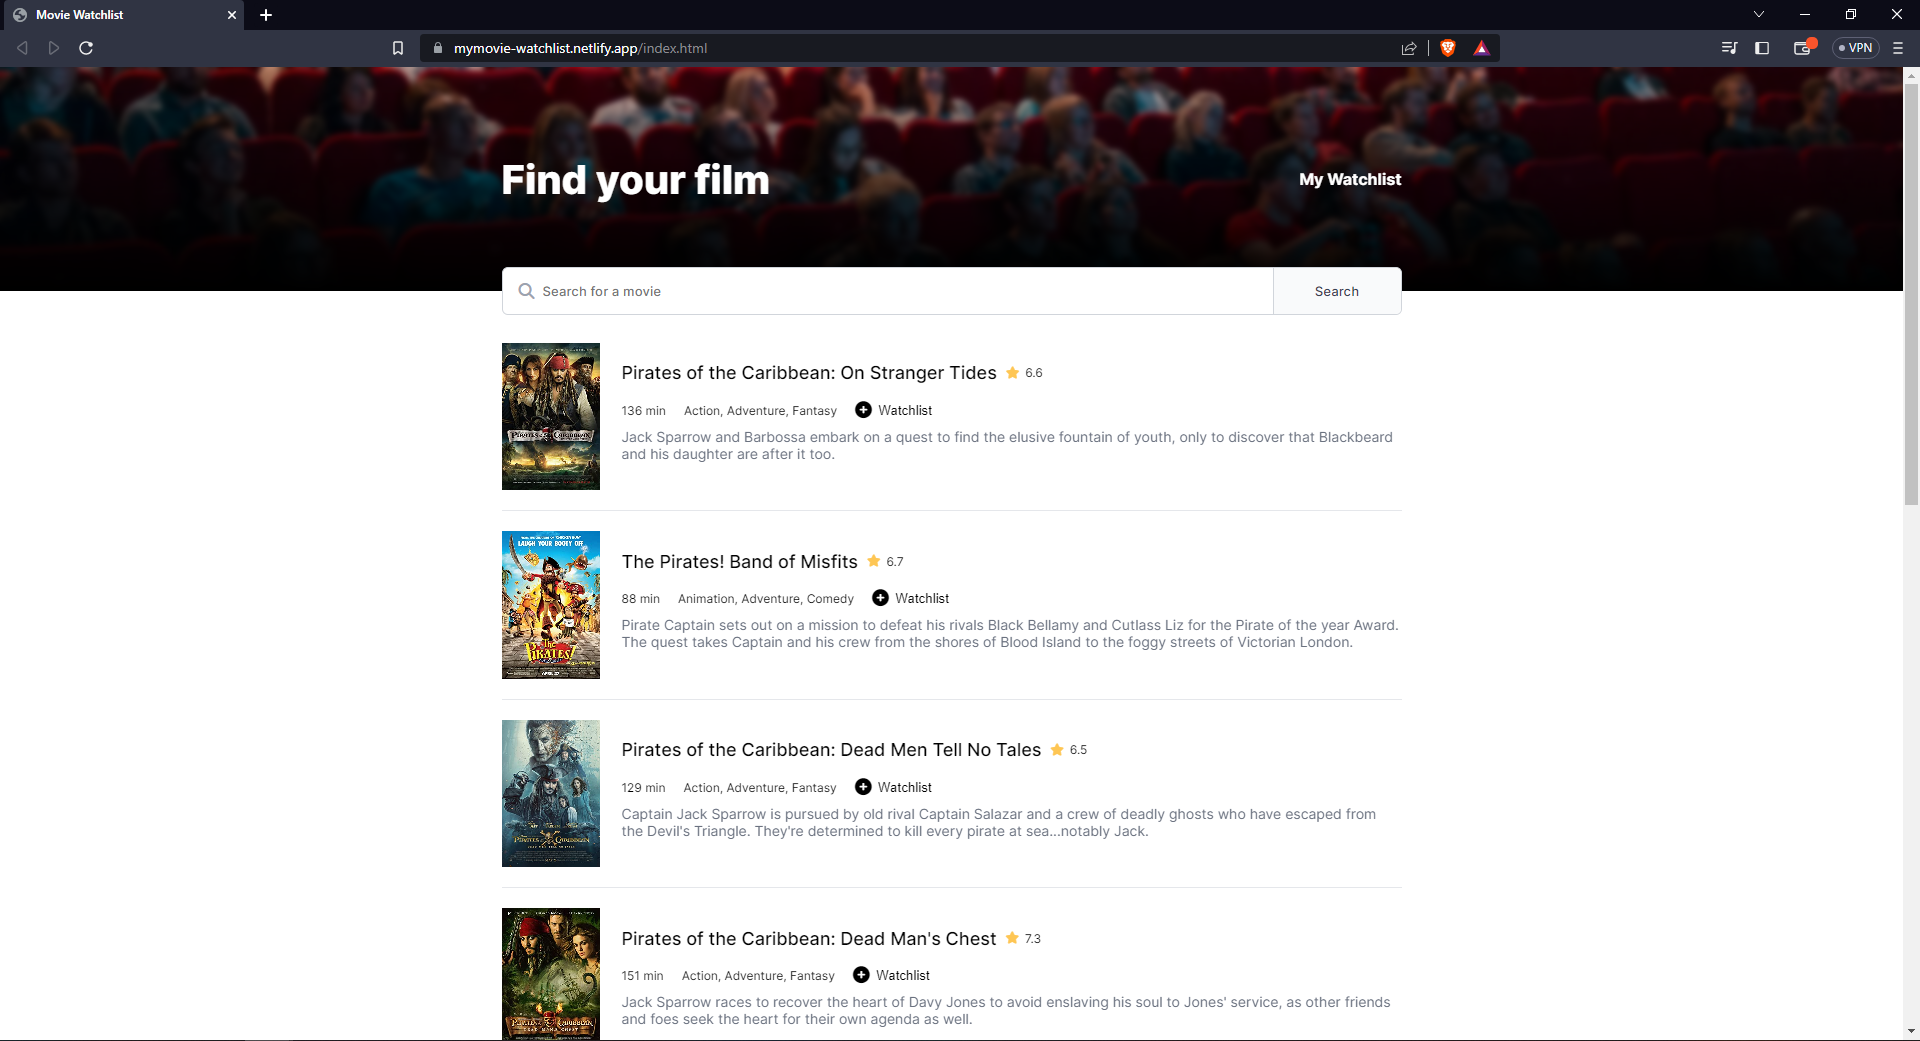 Movie Watchlist
mymovie-watchlist.netlify.app/index.html
VPN
Find your film
My Watchlist
Search for a movie
Search
Pirates of the Caribbean: On Stranger Tides 6.6
136 min Action, Adventure, Fantasy Watchlist
Jack Sparrow and Barbossa embark on a quest to find the elusive fountain of youth, only to discover that Blackbeard
and his daughter are after it too.
LAUGH YOUR BOOTY OFF
The
PIRATES!
The Pirates! Band of Misfits 6.7
88 min Animation, Adventure, Comedy Watchlist
Pirate Captain sets out on a mission to defeat his rivals Black Bellamy and Cutlass Liz for the Pirate of the year Award.
The quest takes Captain and his crew from the shores of Blood Island to the foggy streets of Victorian London.
Pirates of the Caribbean: Dead Men Tell No Tales 6.5
129 min Action, Adventure, Fantasy Watchlist
Captain Jack Sparrow is pursued by old rival Captain Salazar and a crew of deadly ghosts who have escaped from
the Devil's Triangle. They're determined to kill every pirate at sea...notably Jack.
Pirates of the Caribbean: Dead Man's Chest 7.3
151 min Action, Adventure, Fantasy Watchlist
Jack Sparrow races to recover the heart of Davy Jones to avoid enslaving his soul to Jones' service, as other friends
and foes seek the heart for their own agenda as well.